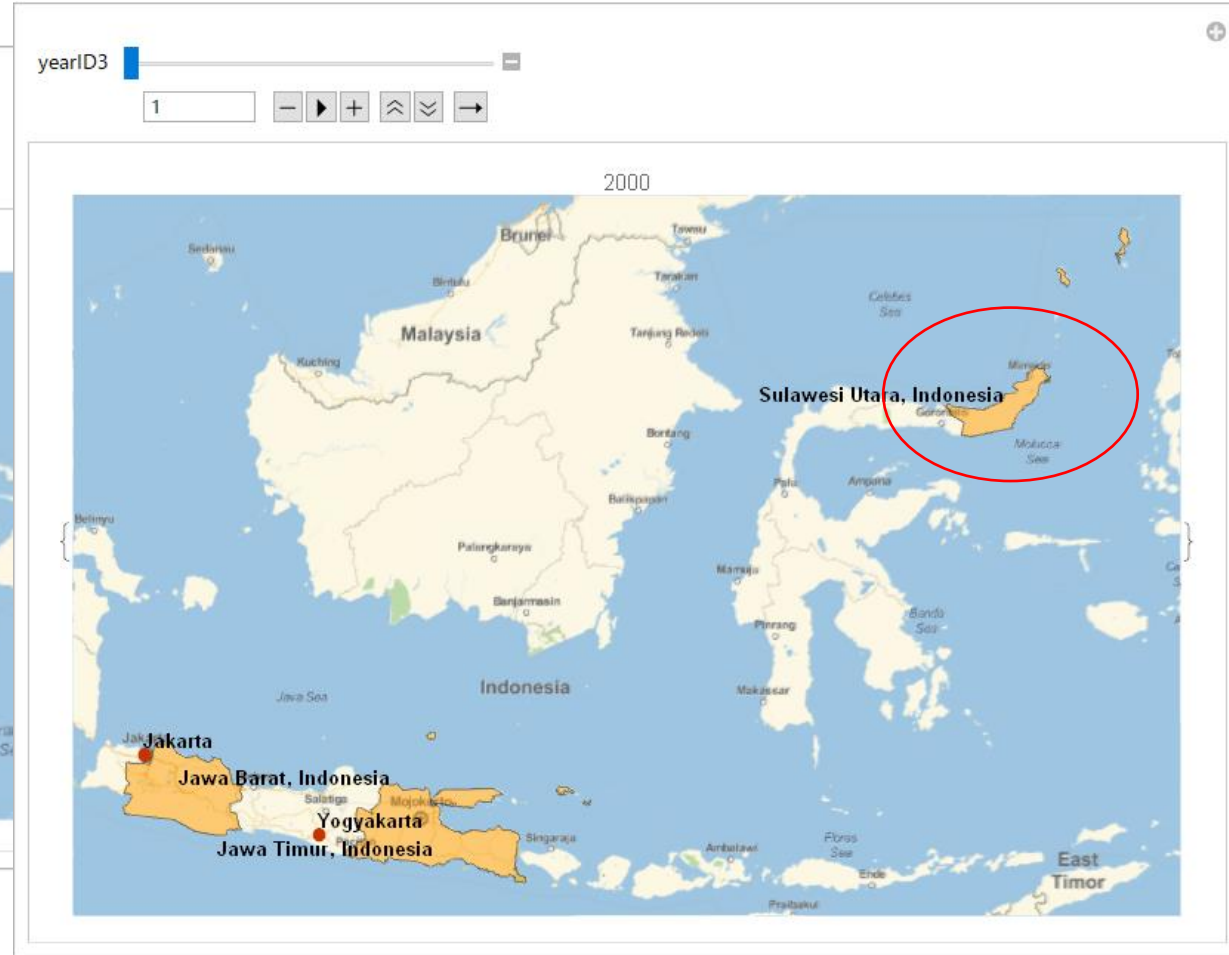 yearID3
1
2000
Brunei
Tawau
Sedanau
Bintulu
Tarakan
Celebes
Sea
Malaysia
Tanjung Redeb
Kuching
Manado
Sulawesi Utara, Indonesia
Gorontalo
Bontang
Molucca
Sea
Palu
Ampana
Balikpapan
Belinyu
Palangkaraya
Mamuju
Banjarmasin
Banda
Sea
Pinrang
Indonesia
Java Sea
Makassar
Jakarta
Jakarta
Jawa Barat, Indonesia
Salatiga
Mojokerto
Yogyakarta
Singaraja
Jawa Timur, Indonesia
Flores
Sea
East
Timor
Ende